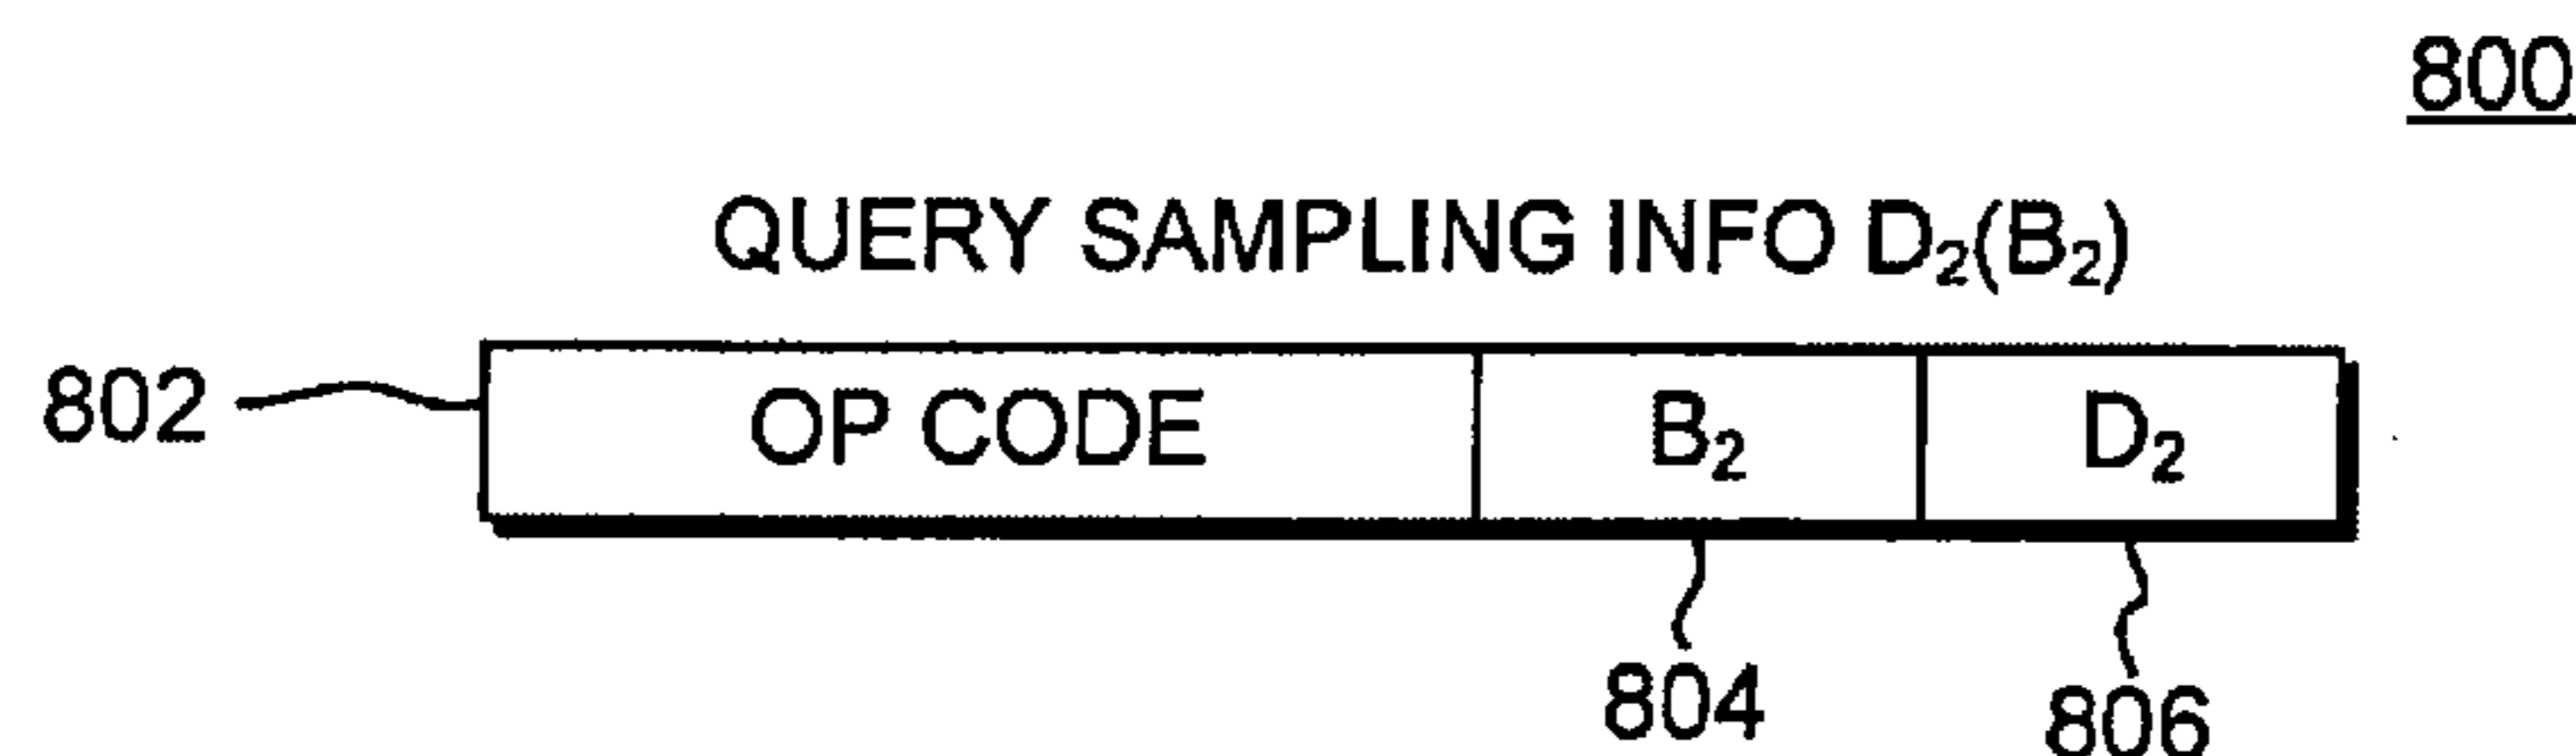 800
QUERY SAMPLING INFO D₂(B₂)
802 OP CODE B₂ D₂
804 806